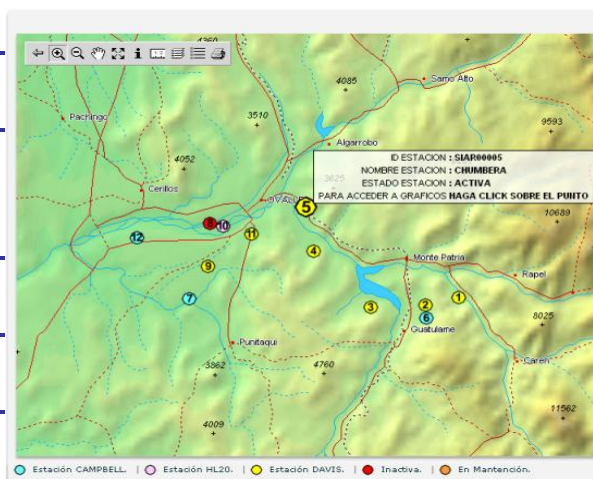 4360
Samo Alto
4085
Pachingo
3510
9593
Algarrobo
4052
ID ESTACION : SIAR00005
NOMBRE ESTACION : CHUMBERA
ESTADO ESTACION : ACTIVA
PARA ACCEDER A GRAFICOS HAGA CLICK SOBRE EL PUNTO
Cerillos
OVALLE
5
10689
8
10
11
12
4
Monte Patria
9
Rapel
7
3
2
1
6
8025
Guatulame
Punitaqui
3862
4760
Caren
11562
4009
Estación CAMPBELL. | Estación HL20. | Estación DAVIS. | Inactiva. | En Mantención.